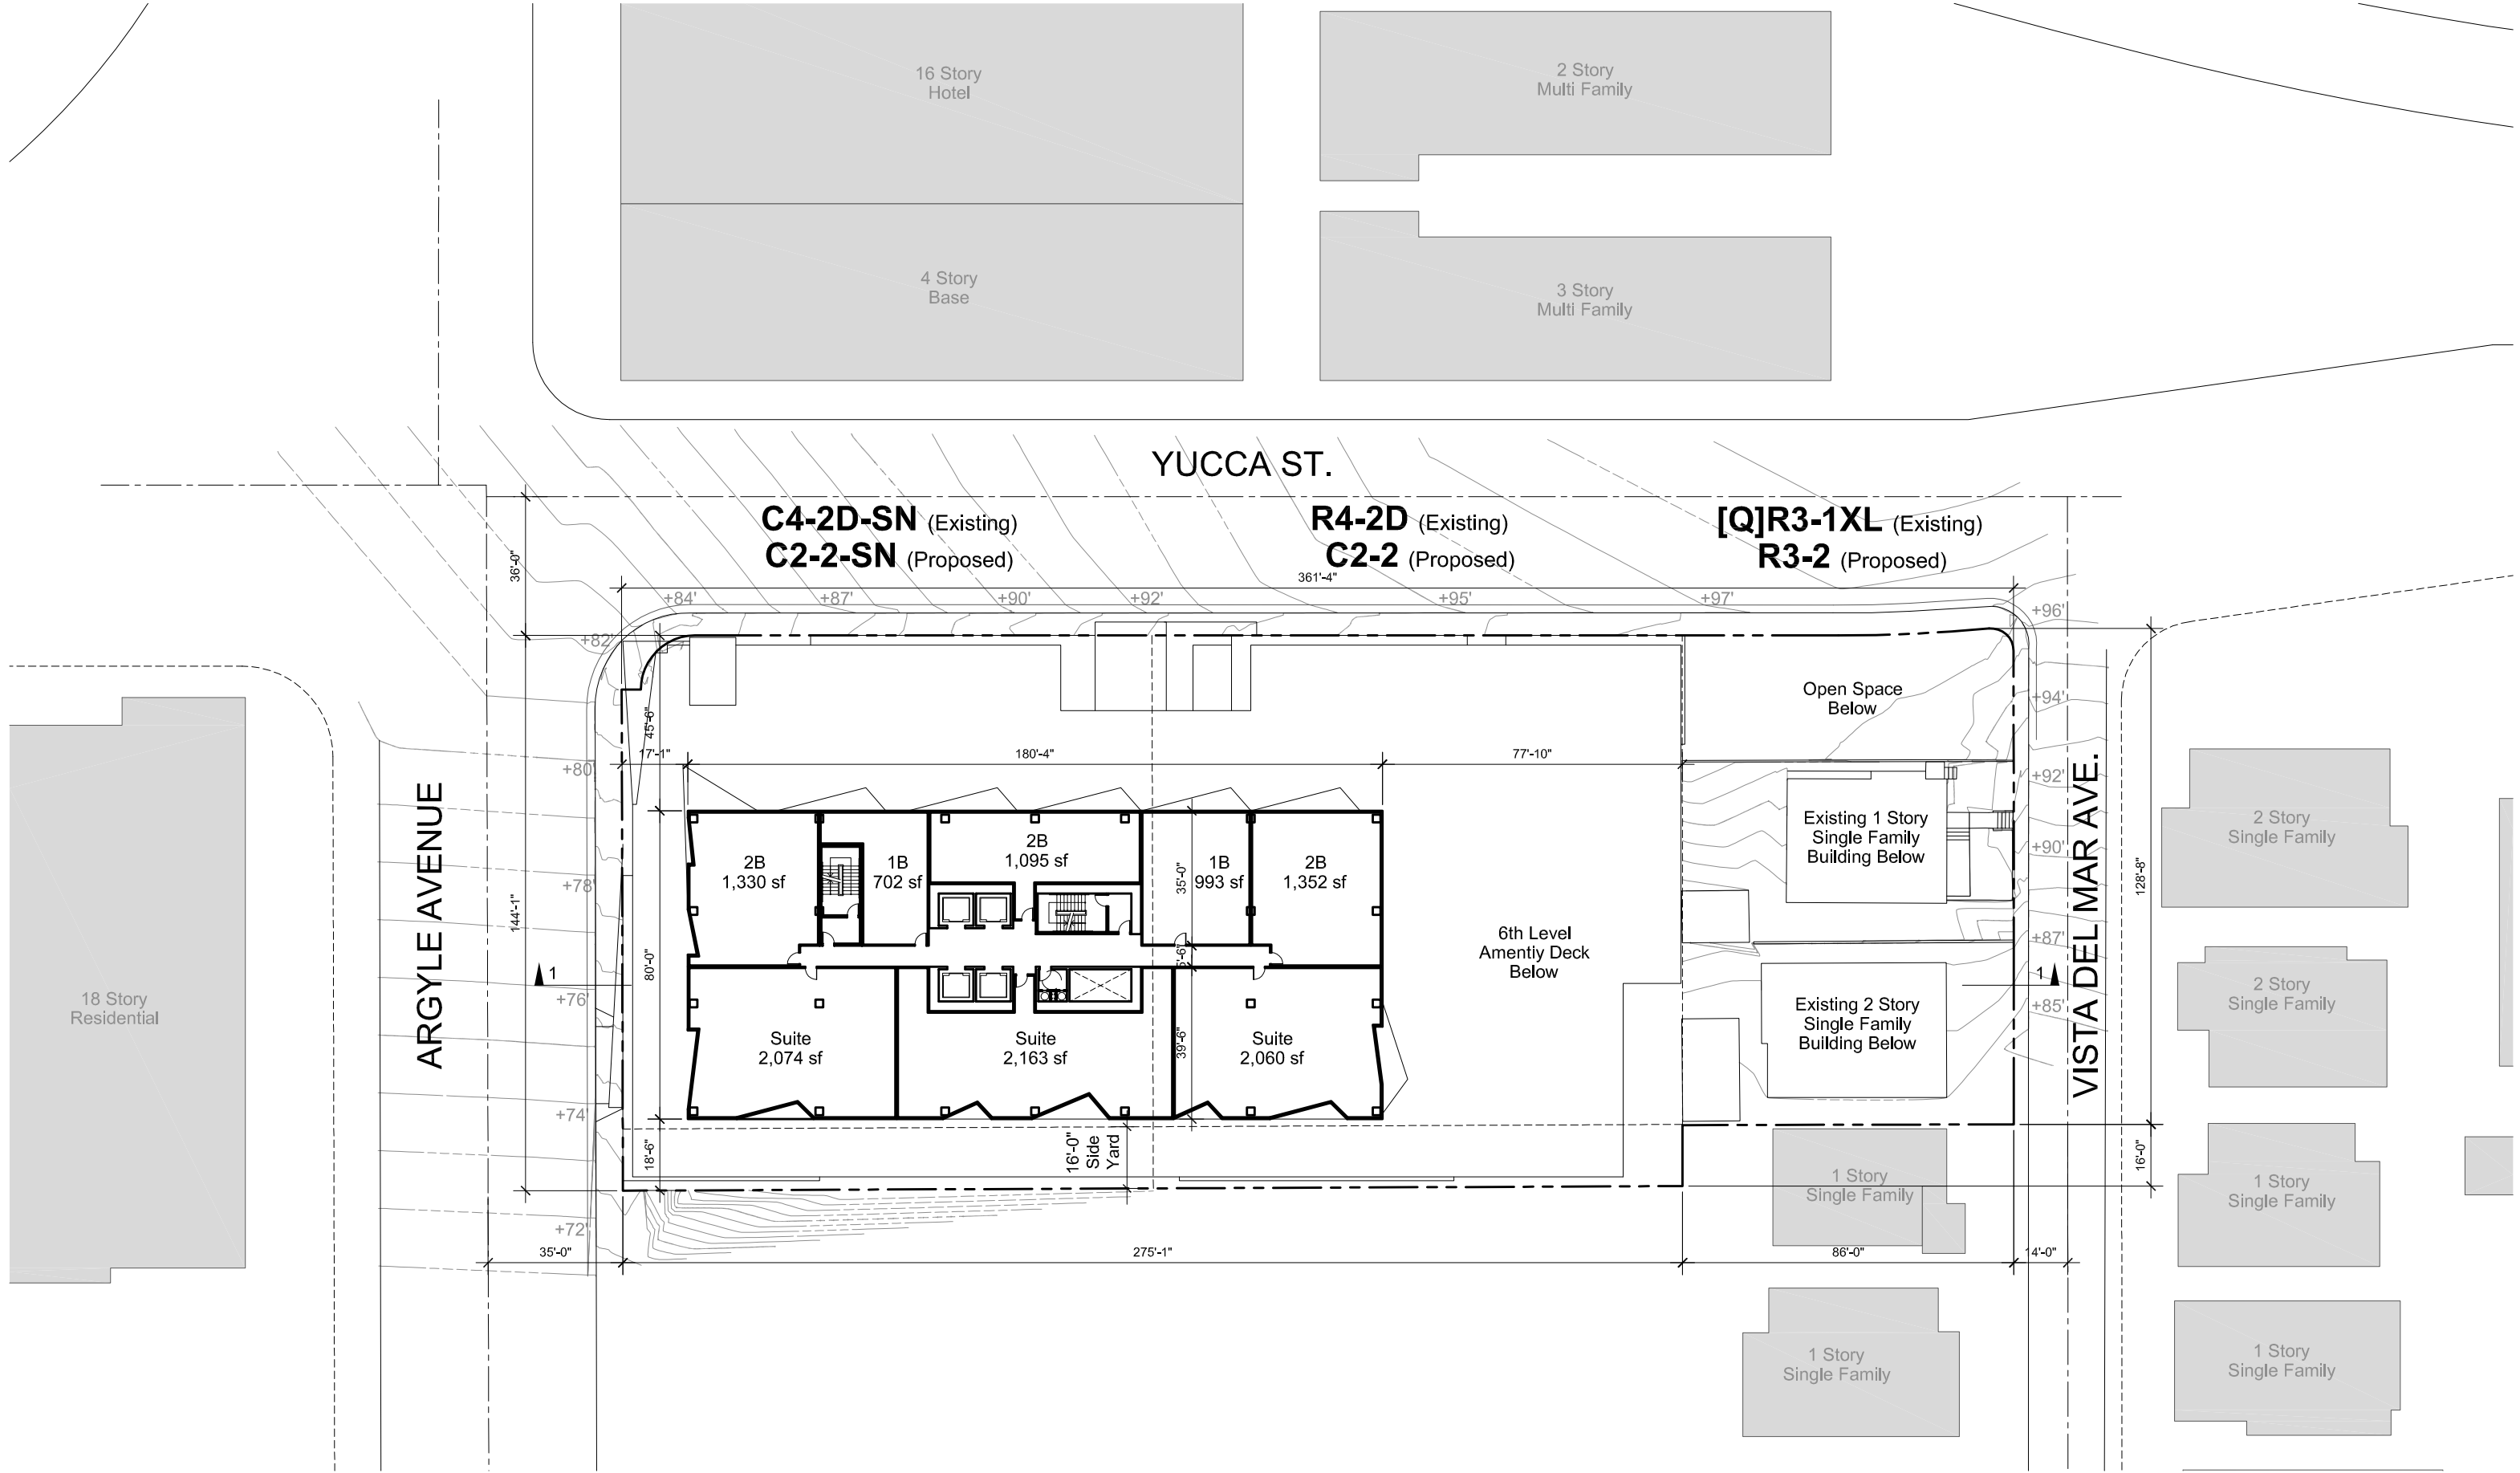 16 Story
Hotel
2 Story
Multi Family
4 Story
Base
3 Story
Multi Family
YUCCA ST.
C4-2D-SN (Existing)
C2-2-SN (Proposed)
R4-2D (Existing)
C2-2 (Proposed)
[Q]R3-1XL (Existing)
R3-2 (Proposed)
36'-0"
361'-4"
+84'
+87'
+90'
+92'
+95'
+97'
+96'
+82'
Open Space
Below
+94'
45'-6"
17'-1"
180'-4"
77'-10"
+80'
+92'
ARGYLE AVENUE
VISTA DEL MAR AVE.
144'-1"
128'-8"
2B
1,330 sf
1B
702 sf
2B
1,095 sf
1B
993 sf
2B
1,352 sf
35'-0"
Existing 1 Story
Single Family
Building Below
+90'
2 Story
Single Family
+78'
6th Level
Amentiy Deck
Below
+87'
80'-0"
5'-6"
1
1
+76'
18 Story
Residential
Existing 2 Story
Single Family
Building Below
+85'
2 Story
Single Family
Suite
2,074 sf
Suite
2,163 sf
39'-6"
Suite
2,060 sf
+74'
18'-6"
16'-0"
Side
Yard
16'-0"
1 Story
Single Family
1 Story
Single Family
+72'
35'-0"
275'-1"
86'-0"
14'-0"
1 Story
Single Family
1 Story
Single Family